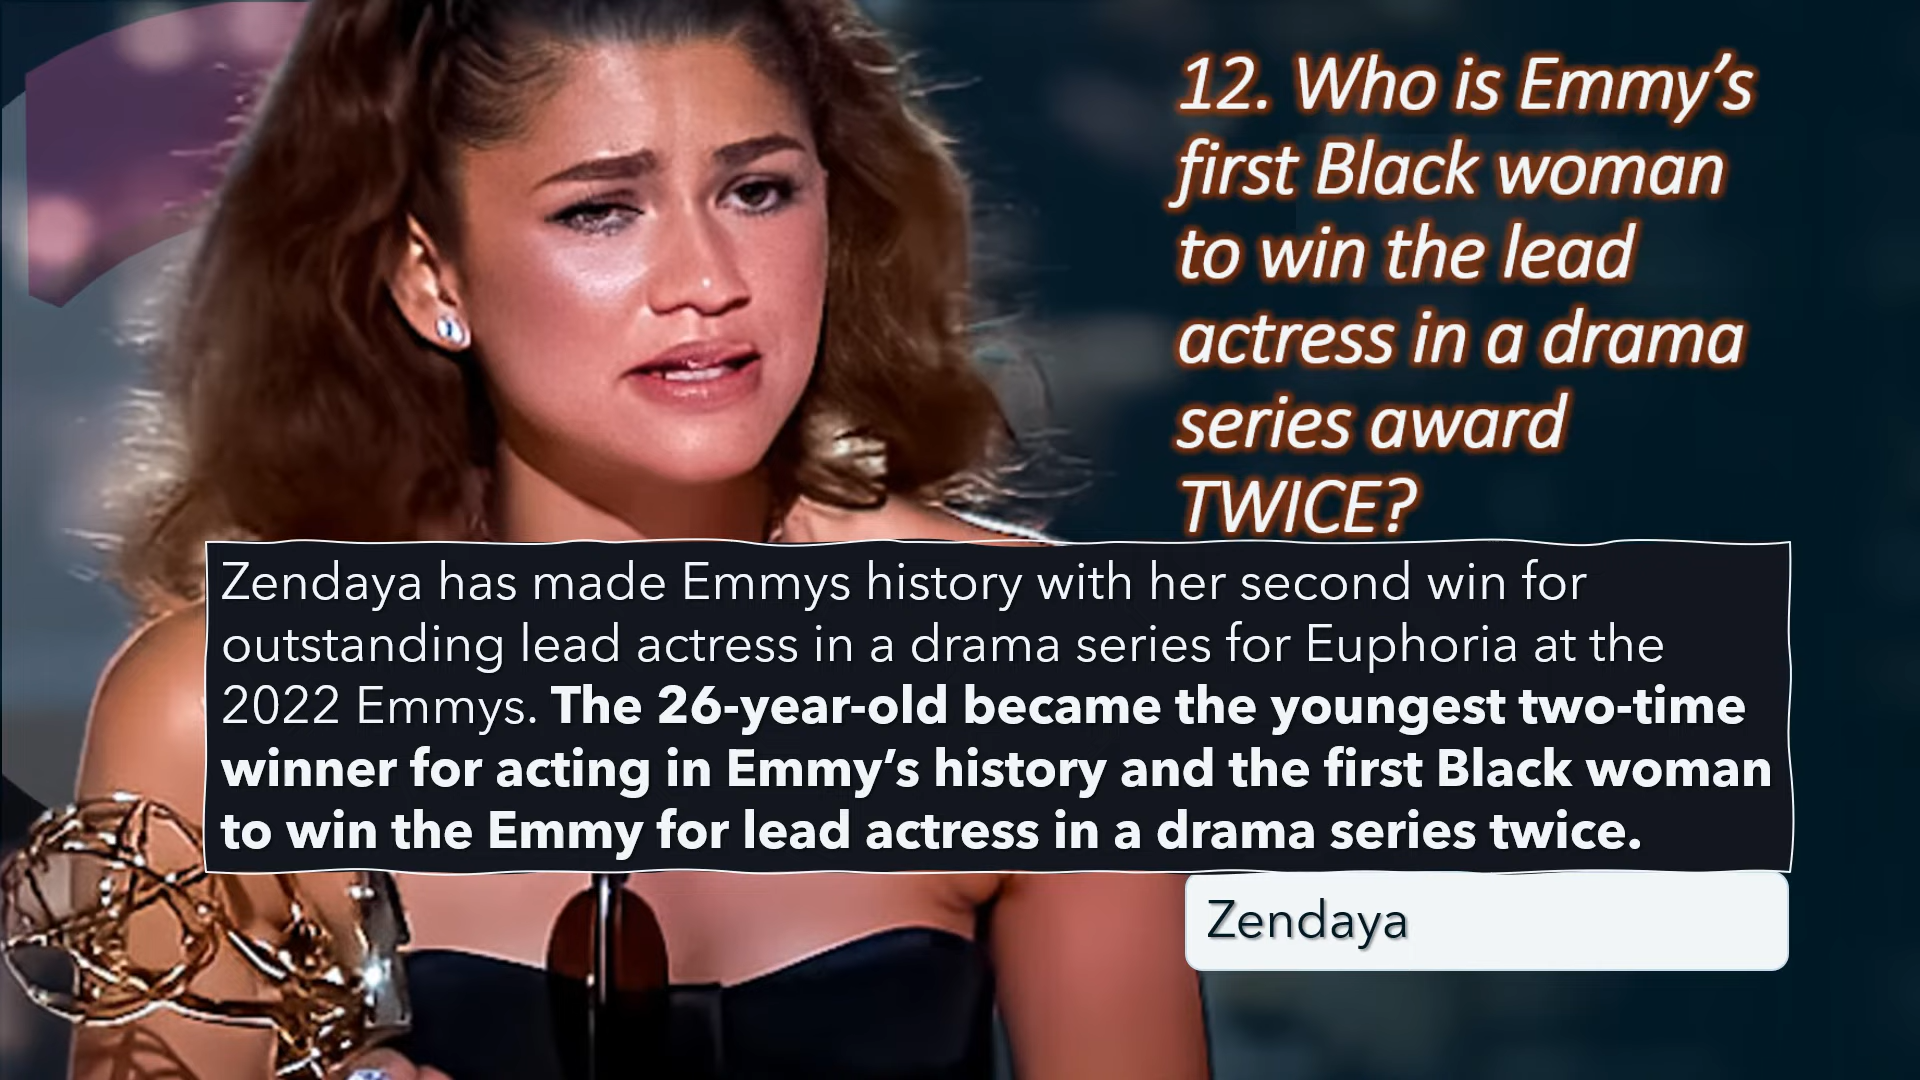 12. Who is Emmy’s
first Black woman
to win the lead
actress in a drama
series award
TWICE?
Zendaya has made Emmys history with her second win for
outstanding lead actress in a drama series for Euphoria at the
2022 Emmys. The 26-year-old became the youngest two-time
winner for acting in Emmy’s history and the first Black woman
to win the Emmy for lead actress in a drama series twice.
Zendaya